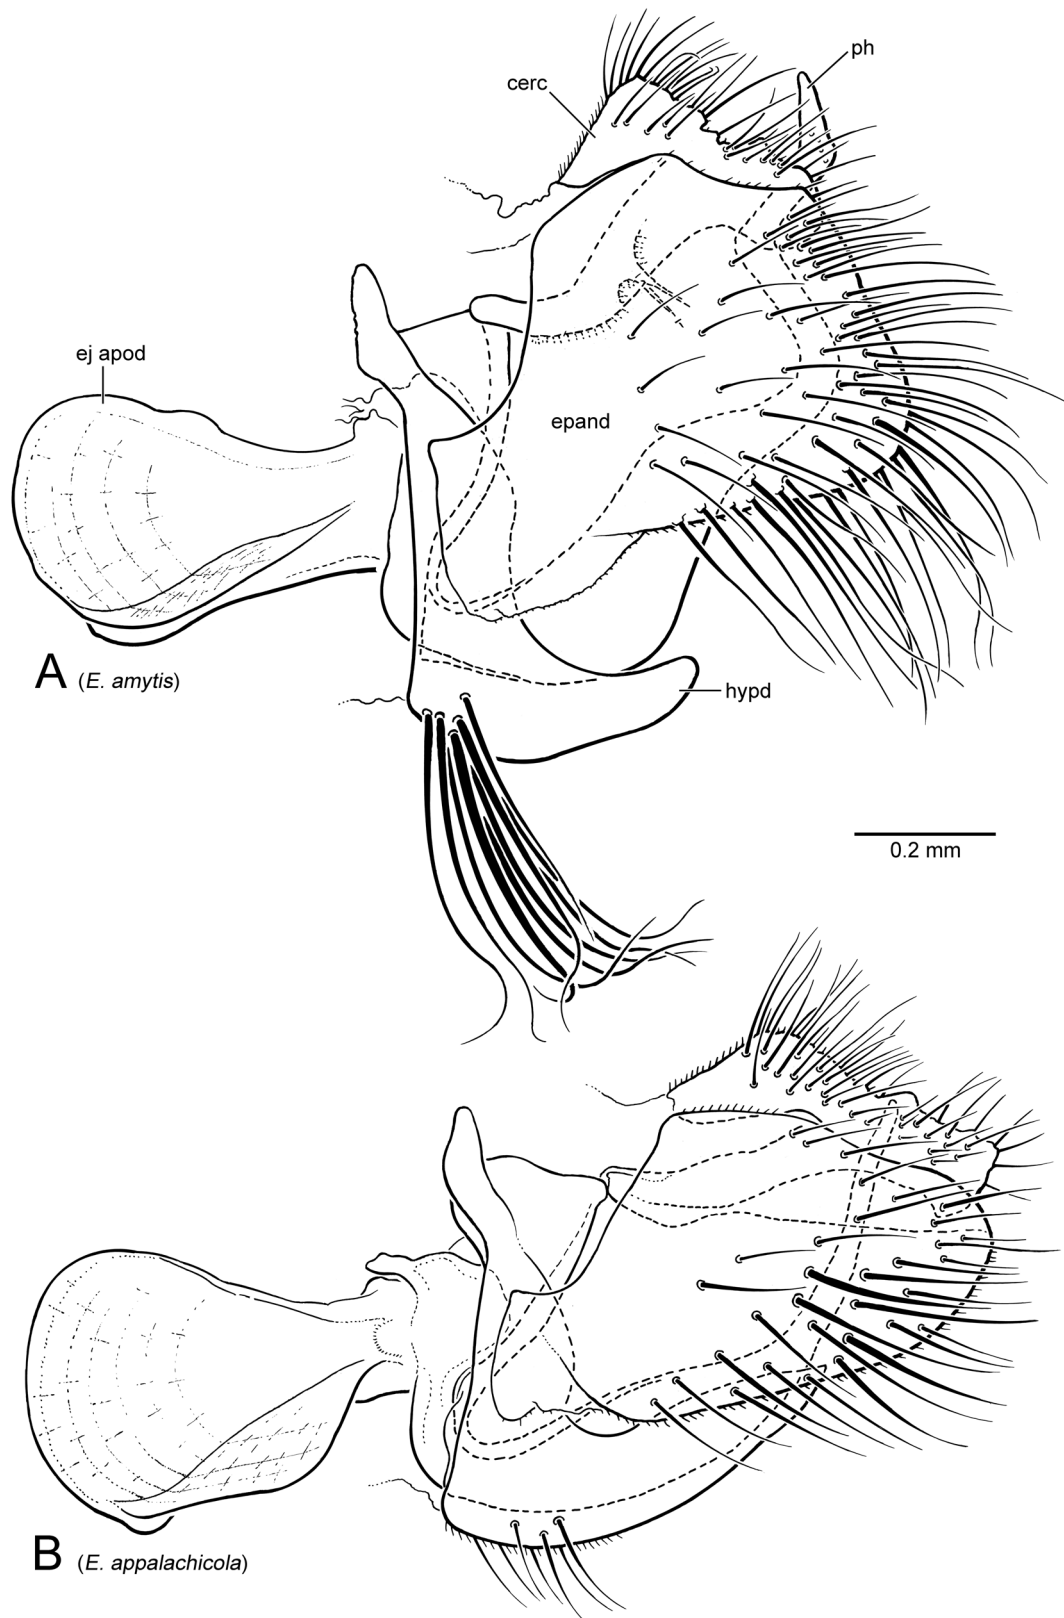 ph
cerc
ej apod
epand
A (E. amytis)
hypd
0.2 mm
B (E. appalachicola)